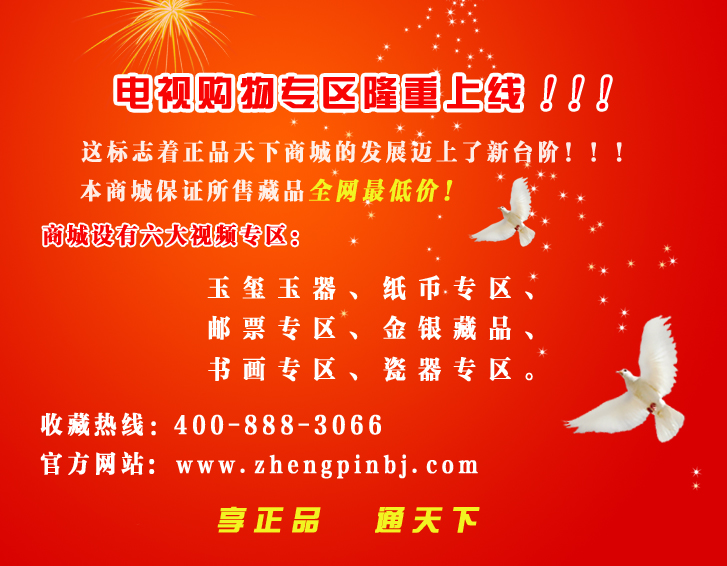 电视购物专区隆重上线！！！
这标志着正品天下商城的发展迈上了新台阶！！！
本商城保证所售藏品全网最低价！
商城设有六大视频专区：
玉玺玉器、纸币专区、
邮票专区、金银藏品、
书画专区、瓷器专区。
收藏热线：400-888-3066
官方网站：www.zhengpinbj.com
享正品 通天下